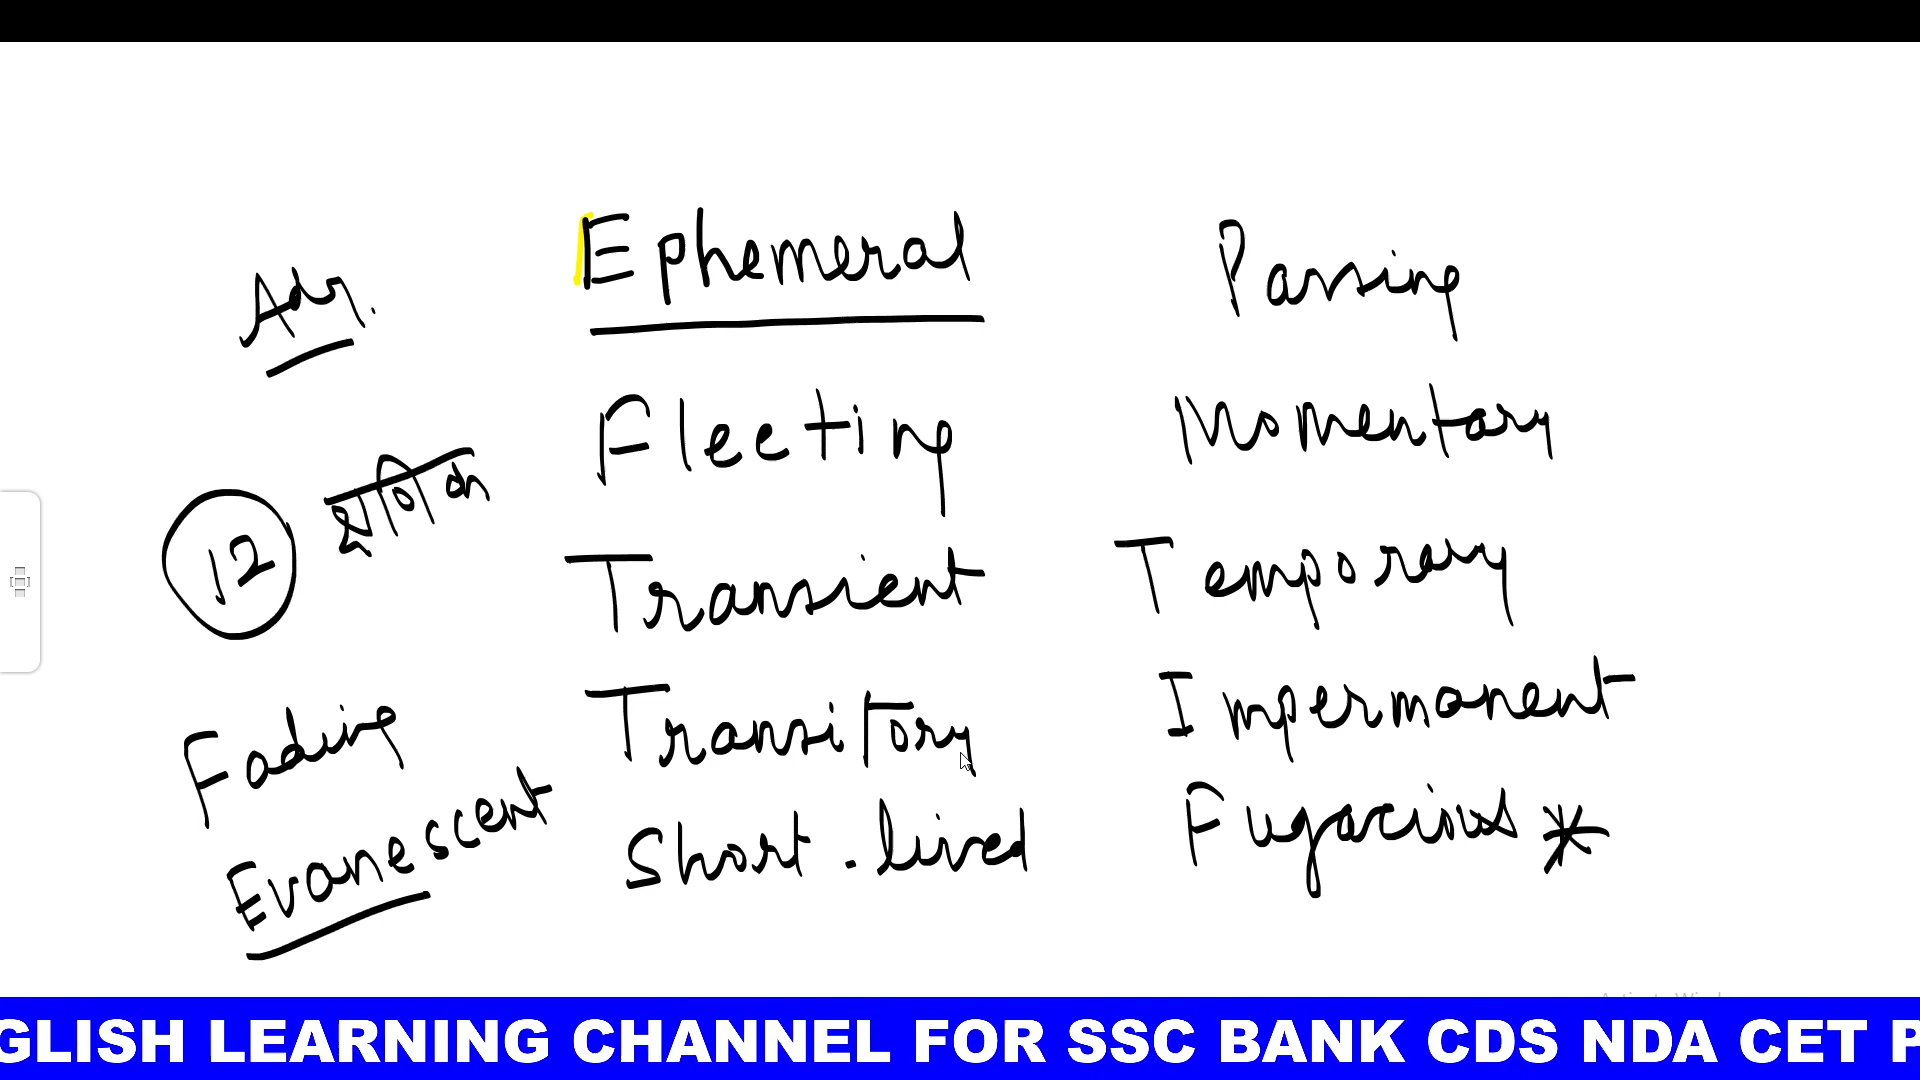 Adj.
Ephemeral
Passing
Fleeting
Momentary
12
क्षणिक
Transient
Temporary
Transitory
Impermanent
Fading
Evanescent
Short-lived
Fugacious *
GLISH LEARNING CHANNEL FOR SSC BANK CDS NDA CET P